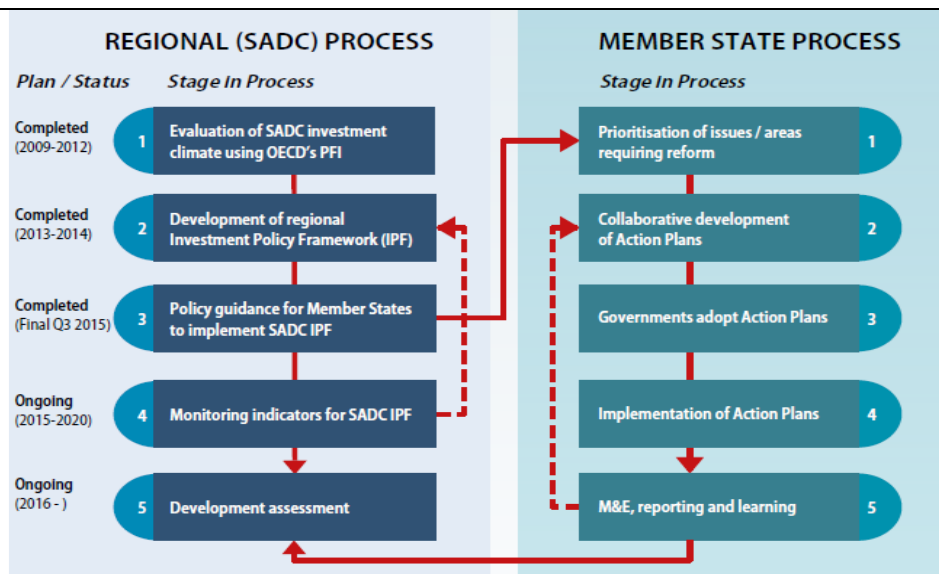 REGIONAL (SADC) PROCESS
Plan / Status
Stage in Process
Completed
(2009-2012)
1
Evaluation of SADC investment
climate using OECD's PFI
Completed
(2013-2014)
2
Development of regional
Investment Policy Framework (IPF)
Completed
(Final Q3 2015)
3
Policy guidance for Member States
to implement SADC IPF
Ongoing
(2015-2020)
4
Monitoring indicators for SADC IPF
Ongoing
(2016 - )
5
Development assessment
MEMBER STATE PROCESS
Stage in Process
Prioritisation of issues / areas
requiring reform
1
Collaborative development
of Action Plans
2
Governments adopt Action Plans
3
Implementation of Action Plans
4
M&E, reporting and learning
5